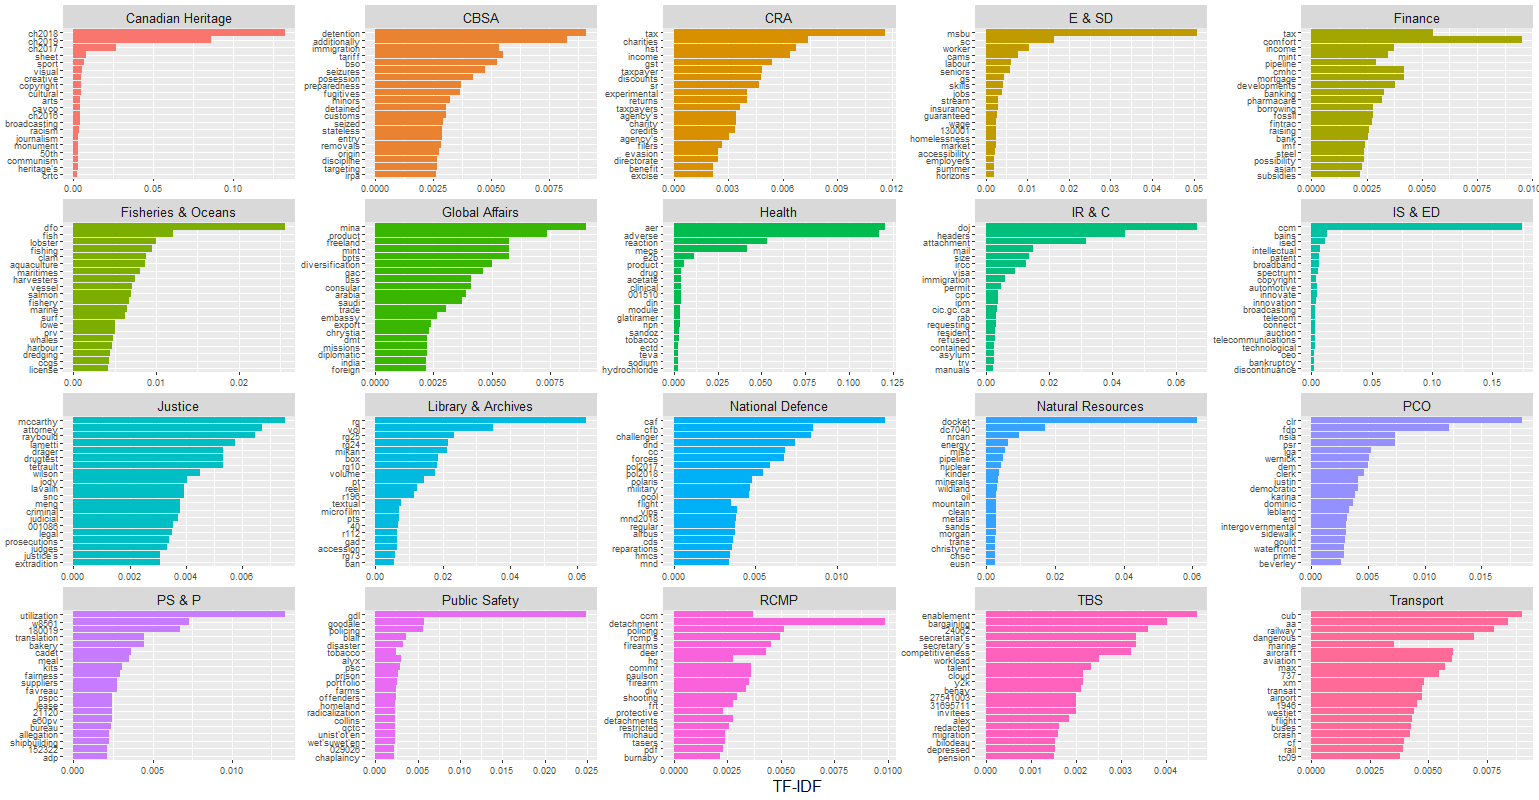 Canadian Heritage
ch2018
ch2019
ch2017
sheet
sport
visual
creative
copyright
cultural
arts
cavco
ch2016
broadcasting
racism
journalism
monument
50th
communism
heritage's
crtc
0.00 0.05 0.10
CBSA
detention
additionally
immigration
tariff
bso
seizures
posession
preparedness
fugitives
minors
detained
customs
seized
stateless
entry
removals
origin
discipline
targeting
irpa
0.0000 0.0025 0.0050 0.0075
CRA
tax
charities
hst
income
gst
taxpayer
discounts
sr
experimental
returns
taxpayers
agency's
charity
credits
agency's
filers
evasion
directorate
benefit
excise
0.000 0.003 0.006 0.009 0.012
E & SD
msbu
sc
worker
cams
labour
seniors
gs
skills
jobs
stream
insurance
guaranteed
wage
130001
homelessness
market
accessibility
employers
summer
horizons
0.00 0.01 0.02 0.03 0.04 0.05
Finance
tax
comfort
income
mint
pipeline
cmhc
mortgage
developments
banking
pharmacare
borrowing
fossil
fintrac
raising
bank
imf
steel
possibility
asian
subsidies
0.0000 0.0025 0.0050 0.0075 0.010
Fisheries & Oceans
dfo
fish
lobster
fishing
clam
aquaculture
maritimes
harvesters
vessel
salmon
fishery
marine
surf
lowe
prv
whales
harbour
dredging
ccgs
license
0.00 0.01 0.02
Global Affairs
mina
product
freeland
mint
bpts
diversification
gac
uss
consular
arabia
saudi
trade
embassy
export
chrystia
dmt
missions
diplomatic
india
foreign
0.0000 0.0025 0.0050 0.0075
Health
aer
adverse
reaction
mecs
e2b
product
drug
acetate
clinical
001510
din
module
glatiramer
npn
sandoz
tobacco
ectd
teva
sodium
hydrochloride
0.000 0.025 0.050 0.075 0.100 0.125
IR & C
doj
headers
attachment
mail
size
ircc
visa
immigration
permit
cpc
ipm
cic.gc.ca
rab
requesting
resident
refused
contained
asylum
trv
manuals
0.00 0.02 0.04 0.06
IS & ED
ccm
bains
ised
intellectual
patent
broadband
spectrum
copyright
automotive
innovate
innovation
broadcasting
telecom
connect
auction
telecommunications
technological
ceo
bankruptcy
discontinuance
0.00 0.05 0.10 0.15
Justice
mccarthy
attorney
raybould
lametti
drager
drugtest
tetrault
wilson
jody
lavalin
snc
meng
criminal
judicial
001086
legal
prosecutions
judges
justice's
extradition
0.000 0.002 0.004 0.006
Library & Archives
rg
vol
rg25
rg24
mikan
box
rg10
volume
pt
reel
r196
textual
microfilm
pts
40
r112
gad
accession
rg73
ban
0.00 0.02 0.04 0.06
National Defence
caf
cfb
challenger
dnd
cc
forces
pol2017
pol2018
polaris
military
ocol
flight
vips
mnd2018
regular
airbus
cds
reparations
hmcs
mnd
0.000 0.005 0.010
Natural Resources
docket
dc7040
nrcan
energy
misc
pipeline
nuclear
kinder
minerals
wildland
oil
mountain
clean
metals
sands
morgan
trans
christyne
cnsc
eusn
0.00 0.02 0.04 0.06
PCO
clr
fdp
nsia
psr
iga
wernick
dem
clerk
justin
democratic
karina
dominic
leblanc
erd
intergovernmental
sidewalk
gould
waterfront
prime
beverley
0.000 0.005 0.010 0.015
PS & P
utilization
w8561
180019
translation
bakery
cadet
meal
kits
fairness
suppliers
favreau
pspc
lease
21120
e60pv
bureau
allegation
shipbuilding
152322
adp
0.000 0.005 0.010
Public Safety
gdl
goodale
policing
blair
disaster
tobacco
alyx
psc
prison
portfolio
farms
offenders
homeland
radicalization
collins
qctc
unist'ot'en
wet'suwet'en
029026
chaplaincy
0.000 0.005 0.010 0.015 0.020 0.025
RCMP
ccm
detachment
policing
rcmp's
firearms
deer
hq
commr
paulson
firearm
div
shooting
frt
protective
detachments
restricted
michaud
tasers
pdf
burnaby
0.0000 0.0025 0.0050 0.0075 0.0100
TBS
enablement
bargaining
24062
secretariat's
secretary's
competitiveness
workload
talent
cloud
y2k
benay
27541003
31695711
invitees
alex
redacted
migration
bilodeau
depressed
pension
0.000 0.001 0.002 0.003 0.004
Transport
cub
aa
railway
dangerous
marine
aircraft
aviation
max
737
xm
transat
airport
1946
westjet
flight
buses
crash
cf
rail
tc09
0.0000 0.0025 0.0050 0.0075
TF-IDF